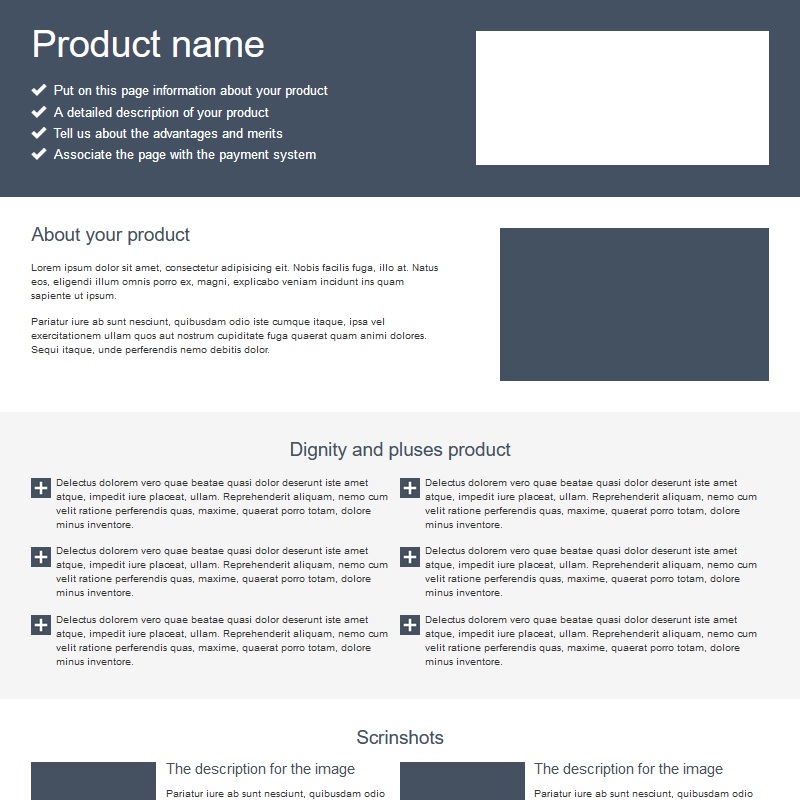 Product name
Put on this page information about your product
A detailed description of your product
Tell us about the advantages and merits
Associate the page with the payment system
About your product
Lorem ipsum dolor sit amet, consectetur adipisicing eit. Nobis facilis fuga, illo at. Natus
eos, eligendi illum omnis porro ex, magni, explicabo veniam incidunt ins quam
sapiente ut ipsum.
Pariatur iure ab sunt nesciunt, quibusdam odio iste cumque itaque, ipsa vel
exercitationem ullam quos aut nostrum cupiditate fuga quaerat quam animi dolores.
Sequi itaque, unde perferendis nemo debitis dolor.
Dignity and pluses product
Delectus dolorem vero quae beatae quasi dolor deserunt iste amet
atque, impedit iure placeat, ullam. Reprehenderit aliquam, nemo cum
velit ratione perferendis quas, maxime, quaerat porro totam, dolore
minus inventore.
Delectus dolorem vero quae beatae quasi dolor deserunt iste amet
atque, impedit iure placeat, ullam. Reprehenderit aliquam, nemo cum
velit ratione perferendis quas, maxime, quaerat porro totam, dolore
minus inventore.
Delectus dolorem vero quae beatae quasi dolor deserunt iste amet
atque, impedit iure placeat, ullam. Reprehenderit aliquam, nemo cum
velit ratione perferendis quas, maxime, quaerat porro totam, dolore
minus inventore.
Delectus dolorem vero quae beatae quasi dolor deserunt iste amet
atque, impedit iure placeat, ullam. Reprehenderit aliquam, nemo cum
velit ratione perferendis quas, maxime, quaerat porro totam, dolore
minus inventore.
Delectus dolorem vero quae beatae quasi dolor deserunt iste amet
atque, impedit iure placeat, ullam. Reprehenderit aliquam, nemo cum
velit ratione perferendis quas, maxime, quaerat porro totam, dolore
minus inventore.
Delectus dolorem vero quae beatae quasi dolor deserunt iste amet
atque, impedit iure placeat, ullam. Reprehenderit aliquam, nemo cum
velit ratione perferendis quas, maxime, quaerat porro totam, dolore
minus inventore.
Scrinshots
The description for the image
Pariatur iure ab sunt nesciunt, quibusdam odio
The description for the image
Pariatur iure ab sunt nesciunt, quibusdam odio